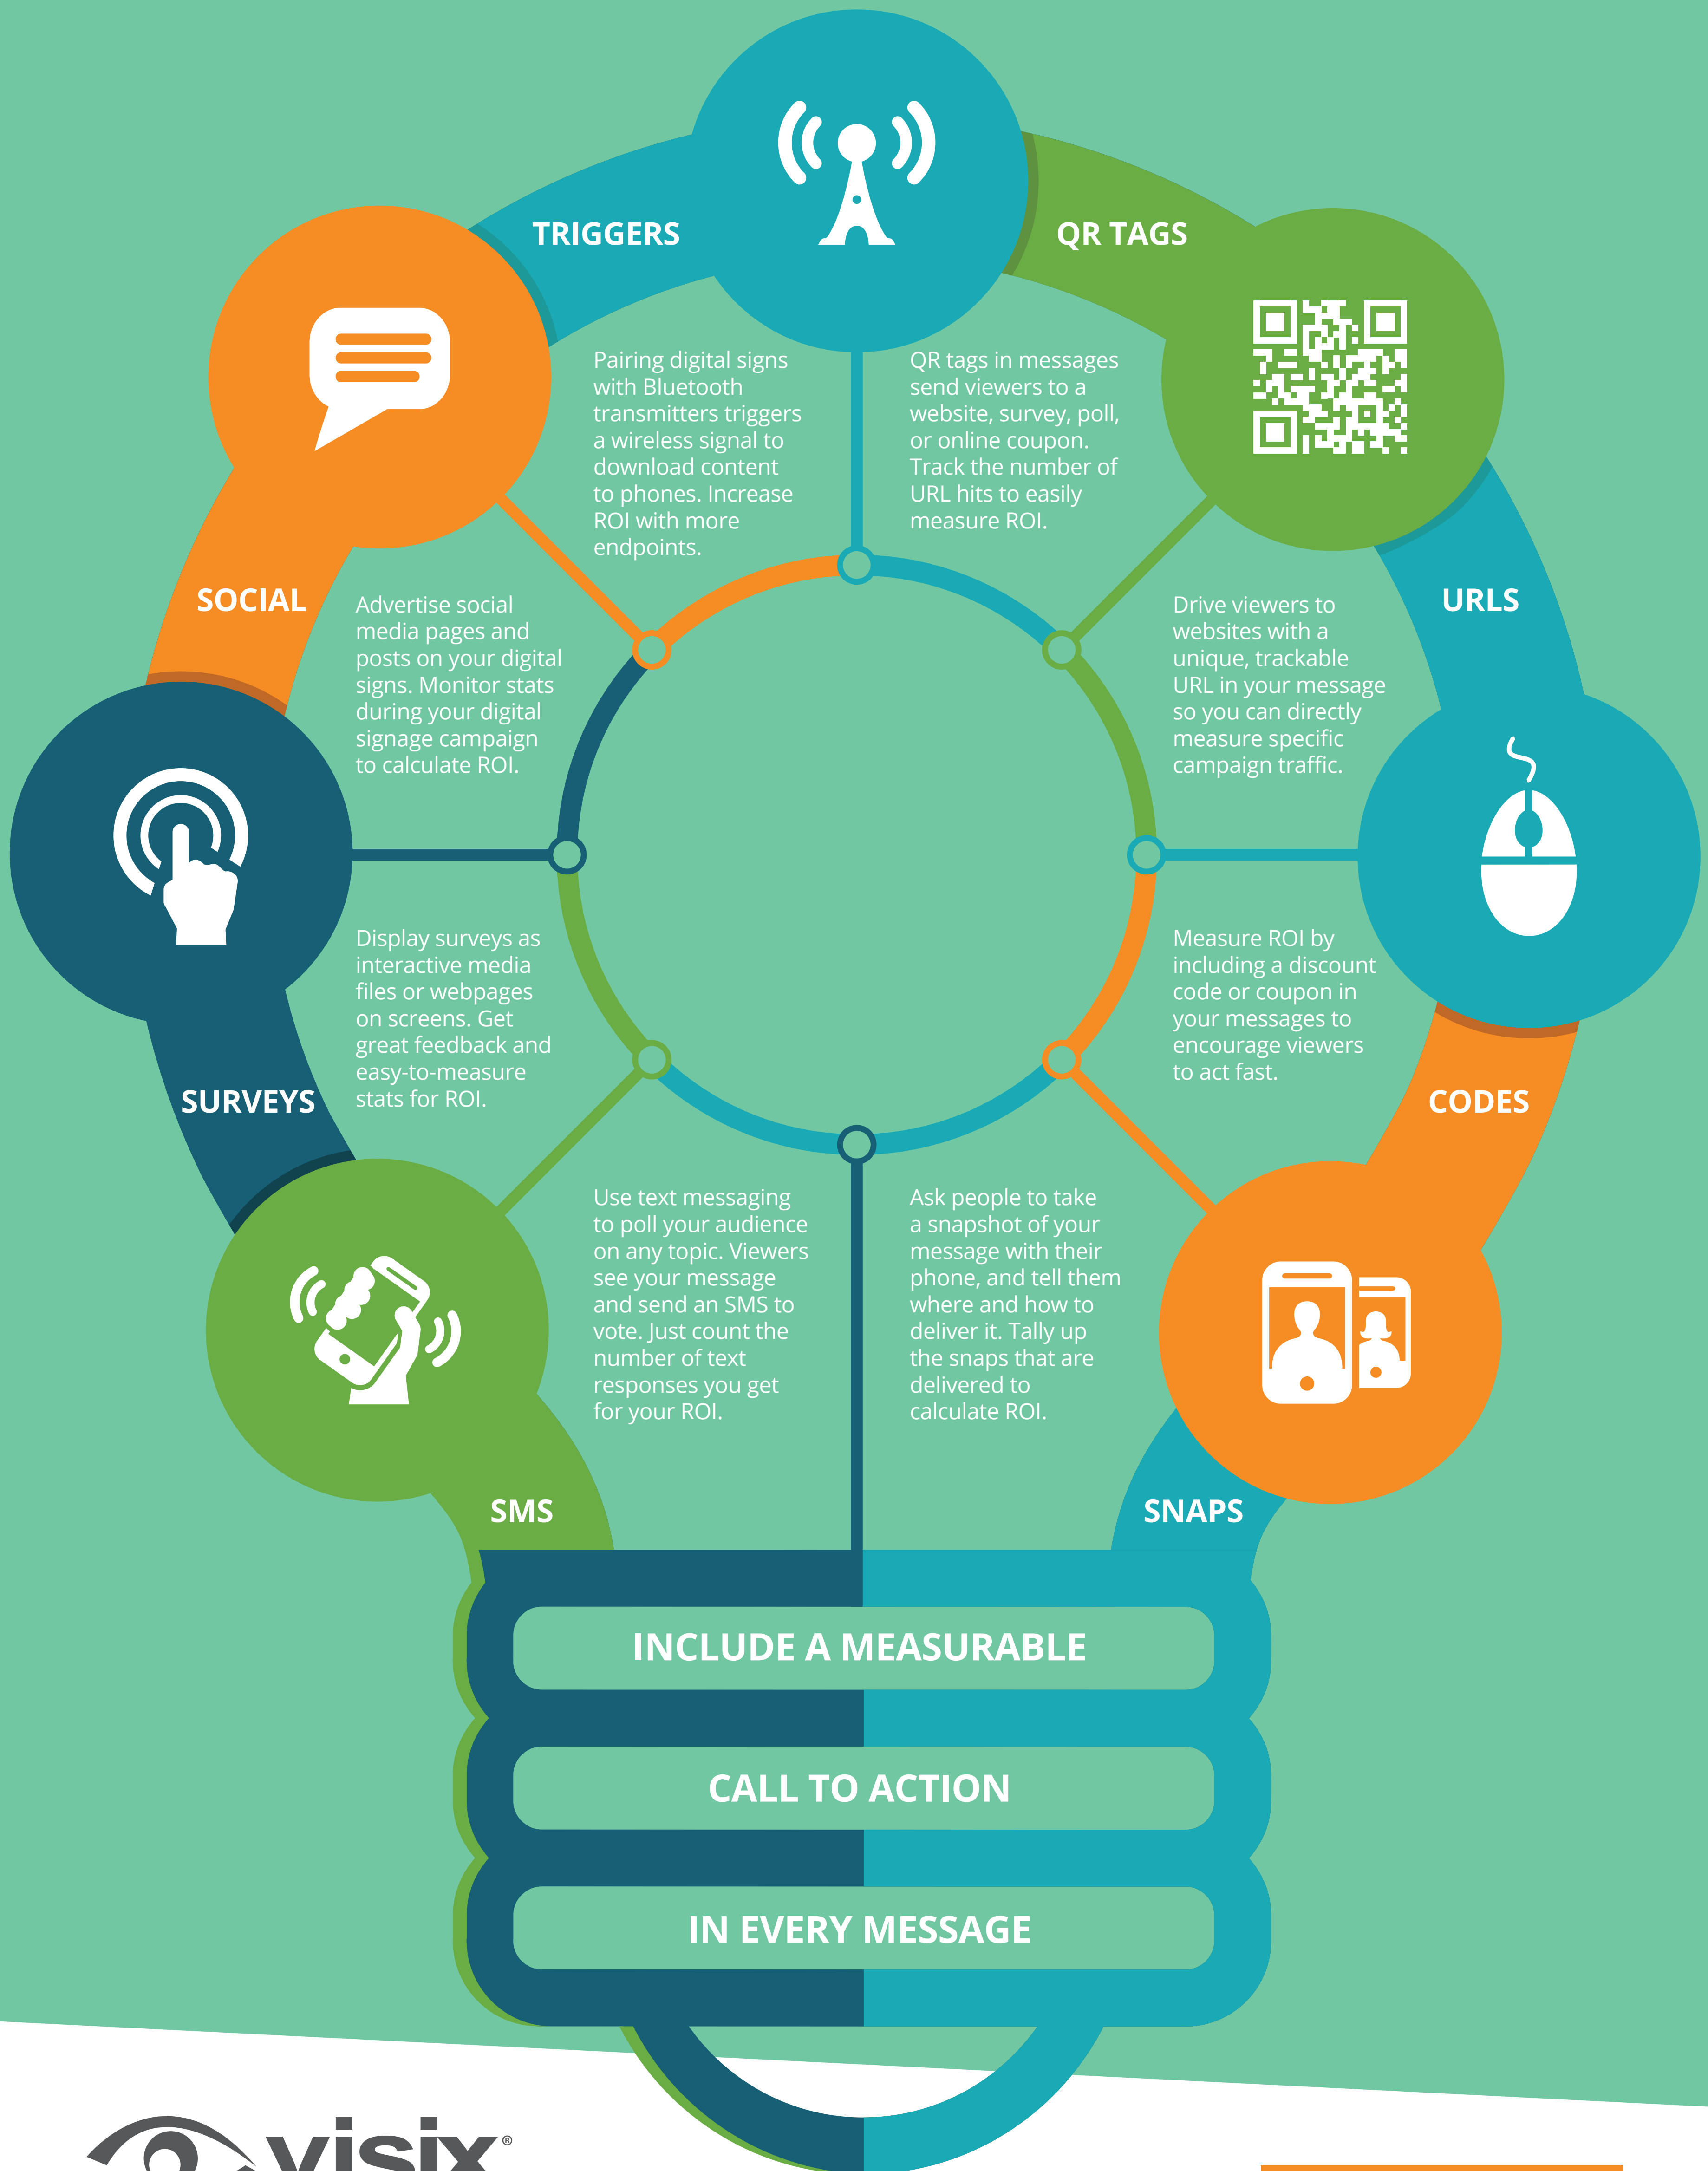 TRIGGERS
Pairing digital signs
with Bluetooth
transmitters triggers
a wireless signal to
download content
to phones. Increase
ROI with more
endpoints.
QR TAGS
QR tags in messages
send viewers to a
website, survey, poll,
or online coupon.
Track the number of
URL hits to easily
measure ROI.
SOCIAL
Advertise social
media pages and
posts on your digital
signs. Monitor stats
during your digital
signage campaign
to calculate ROI.
URLS
Drive viewers to
websites with a
unique, trackable
URL in your message
so you can directly
measure specific
campaign traffic.
SURVEYS
Display surveys as
interactive media
files or webpages
on screens. Get
great feedback and
easy-to-measure
stats for ROI.
CODES
Measure ROI by
including a discount
code or coupon in
your messages to
encourage viewers
to act fast.
SMS
Use text messaging
to poll your audience
on any topic. Viewers
see your message
and send an SMS to
vote. Just count the
number of text
responses you get
for your ROI.
SNAPS
Ask people to take
a snapshot of your
message with their
phone, and tell them
where and how to
deliver it. Tally up
the snaps that are
delivered to
calculate ROI.
INCLUDE A MEASURABLE
CALL TO ACTION
IN EVERY MESSAGE
visix®